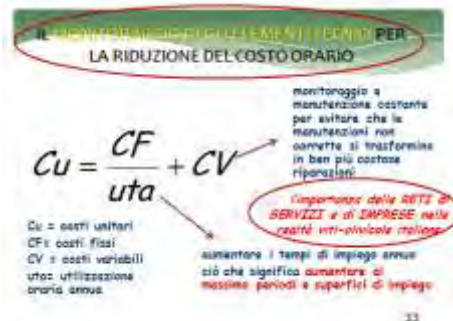 IL MONITORAGGIO DEGLI ELEMENTI TECNICI PER
LA RIDUZIONE DEL COSTO ORARIO
monitoraggio e
manutenzione costante
per evitare che le
manutenzioni non
corrette si trasformino
in ben più costose
riparazioni
Cu = CF / uta + CV
l'importanza delle RETI di
SERVIZI e di IMPRESE nella
realtà viti-olivicola italiana
Cu = costi unitari
CF= costi fissi
CV = costi variabili
uta= utilizzazione
oraria annua
aumentare i tempi di impiego annuo
ciò che significa aumentare al
massimo periodi e superfici di impiego
33